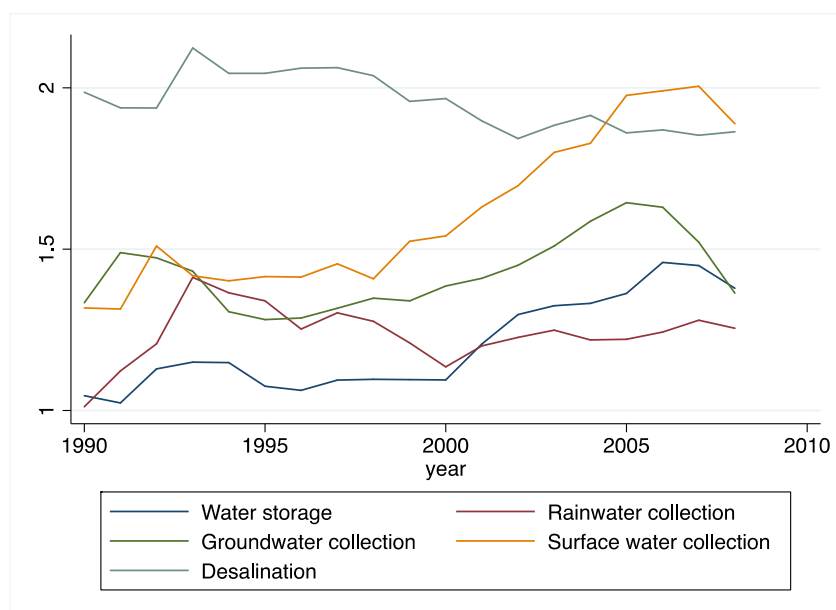 2
1.5
1
1990 1995 2000 2005 2010
year
Water storage Rainwater collection
Groundwater collection Surface water collection
Desalination